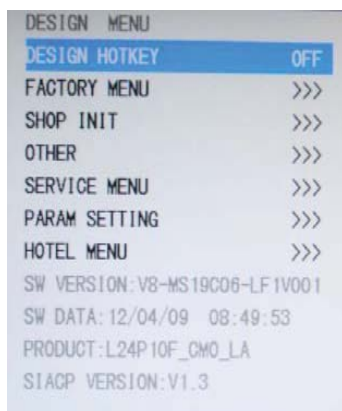 DESIGN MENU
DESIGN HOTKEY OFF
FACTORY MENU >>>
SHOP INIT >>>
OTHER >>>
SERVICE MENU >>>
PARAM SETTING >>>
HOTEL MENU >>>
SW VERSION:V8-MS19C06-LF1V001
SW DATA:12/04/09 08:49:53
PRODUCT:L24P10F_CMO_LA
SIACP VERSION:V1.3